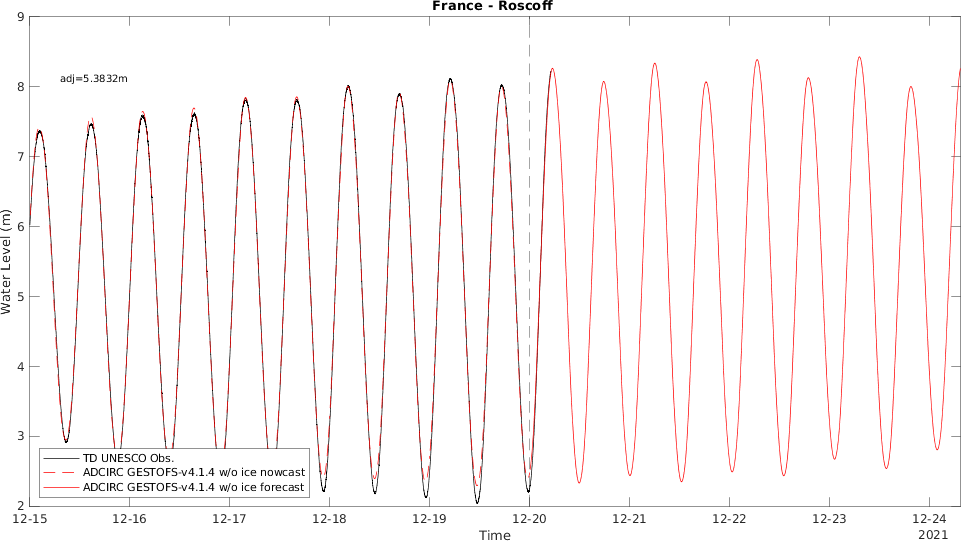 France - Roscoff
adj=5.3832m
9
8
7
6
5
4
3
2
Water Level (m)
TD UNESCO Obs.
ADCIRC GESTOFS-v4.1.4 w/o ice nowcast
ADCIRC GESTOFS-v4.1.4 w/o ice forecast
12-15 12-16 12-17 12-18 12-19 12-20 12-21 12-22 12-23 12-24
Time
2021